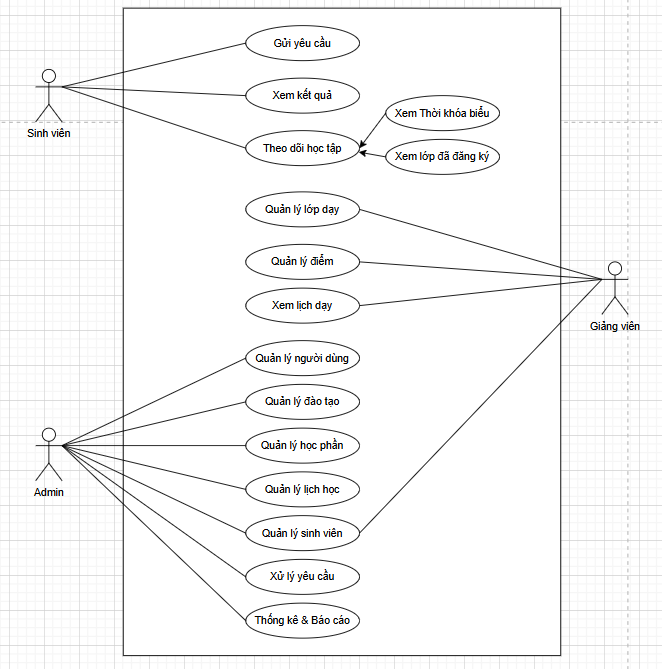 Gửi yêu cầu
Xem kết quả
Sinh viên
Theo dõi học tập
Xem Thời khóa biểu
Xem lớp đã đăng ký
Quản lý lớp dạy
Quản lý điểm
Xem lịch dạy
Giảng viên
Quản lý người dùng
Quản lý đào tạo
Quản lý học phần
Admin
Quản lý lịch học
Quản lý sinh viên
Xử lý yêu cầu
Thống kê & Báo cáo